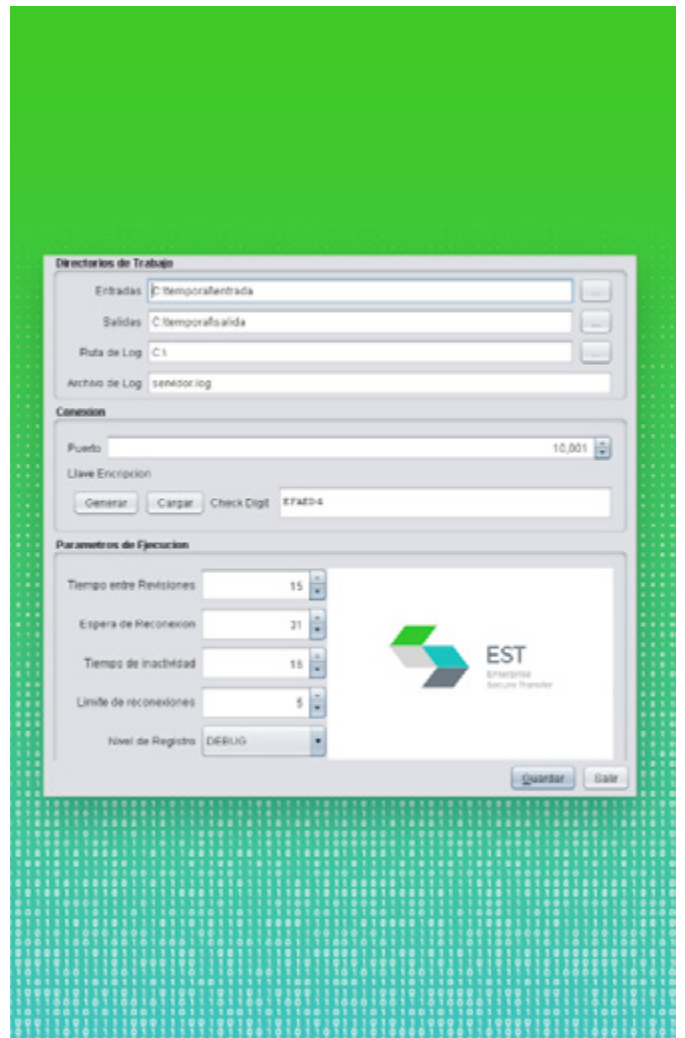 Directorios de Trabajo
Entradas C:\temporal\entrada ...
Salidas C:\temporal\salida ...
Ruta de Log C:\ ...
Archivo de Log servidor.log
Conexion
Puerto 10,001
Llave Encripcion
Generar Cargar Check Digit
Parametros de Ejecucion
Tiempo entre Revisiones 15
Espera de Reconexion 31
Tiempo de inactividad 15
Limite de reconexiones 5
Nivel de Registro DEBUG
EST
Enterprise
Secure Transfer
Guardar Salir